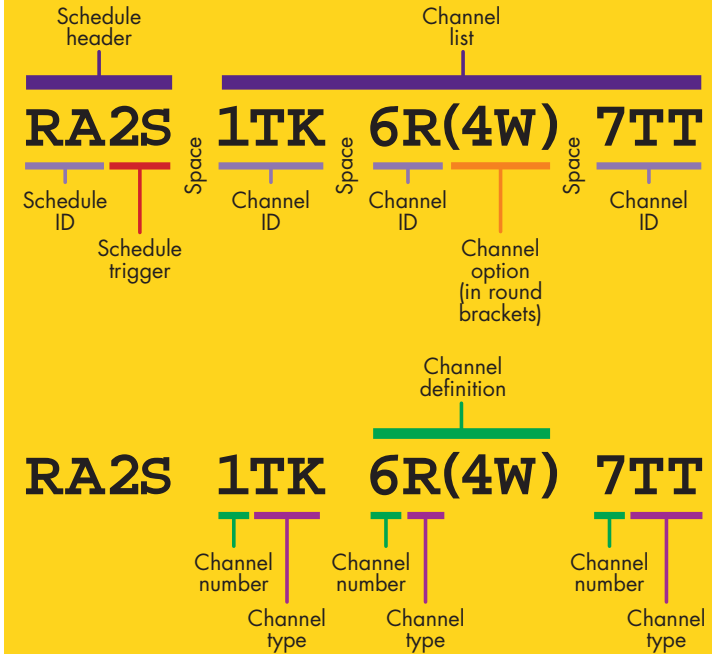 Schedule header
Channel list
RA2S 1TK 6R(4W) 7TT
Space
Space
Space
Schedule ID
Schedule trigger
Channel ID
Channel ID
Channel option (in round brackets)
Channel ID
Channel definition
RA2S 1TK 6R(4W) 7TT
Channel number
Channel type
Channel number
Channel type
Channel number
Channel type